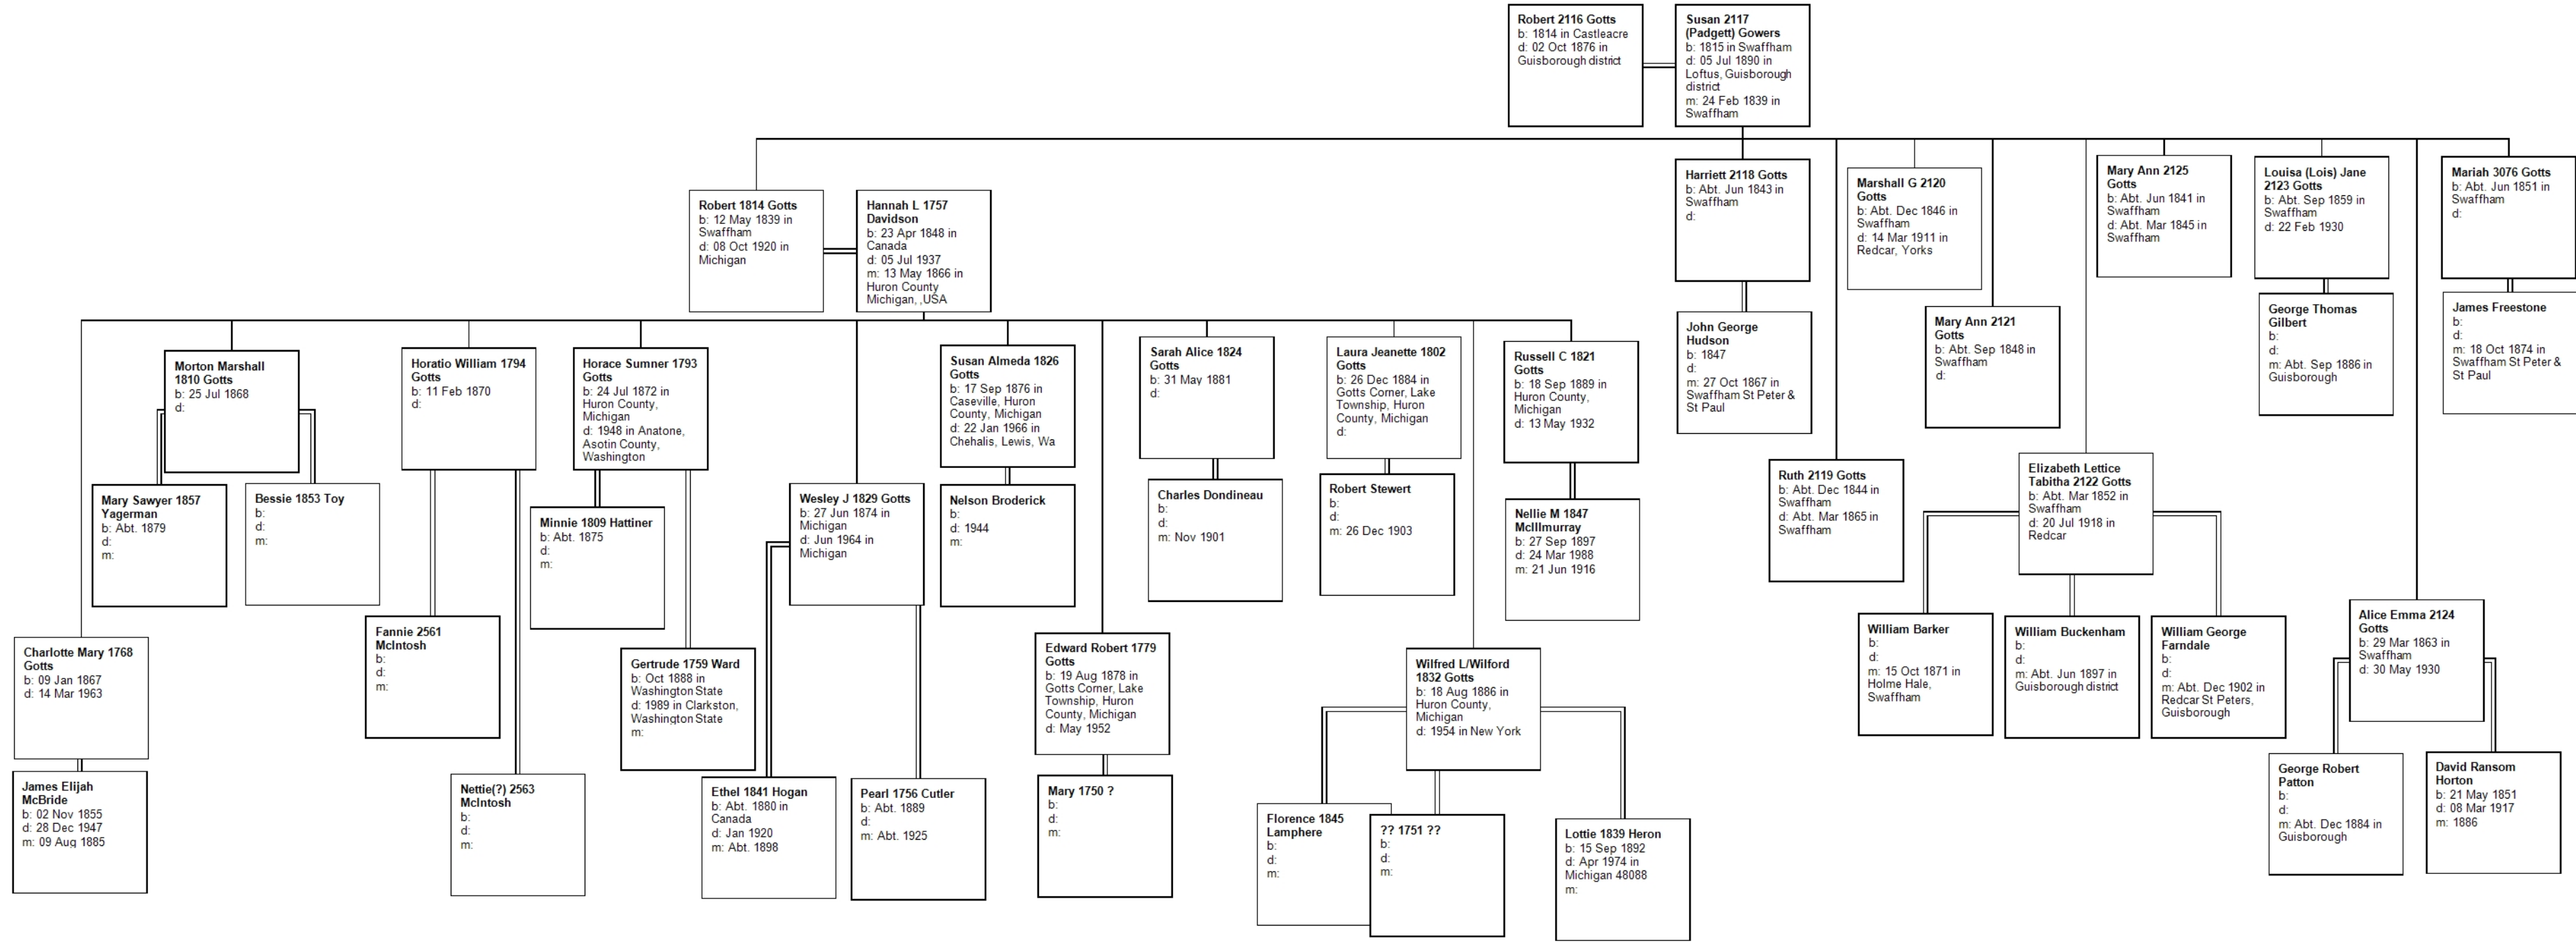 Robert 2116 Gotts
b: 1814 in Castleacre
d: 02 Oct 1876 in
Guisborough district
Susan 2117
(Padgett) Gowers
b: 1815 in Swaffham
d: 05 Jul 1890 in
Loftus, Guisborough
district
m: 24 Feb 1839 in
Swaffham
Robert 1814 Gotts
b: 12 May 1839 in
Swaffham
d: 08 Oct 1920 in
Michigan
Hannah L 1757
Davidson
b: 23 Apr 1848 in
Canada
d: 05 Jul 1937
m: 13 May 1866 in
Huron County
Michigan, ,USA
Harriett 2118 Gotts
b: Abt. Jun 1843 in
Swaffham
d:
Marshall G 2120
Gotts
b: Abt. Dec 1846 in
Swaffham
d: 14 Mar 1911 in
Redcar, Yorks
Mary Ann 2125
Gotts
b: Abt. Jun 1841 in
Swaffham
d: Abt. Mar 1845 in
Swaffham
Louisa (Lois) Jane
2123 Gotts
b: Abt. Sep 1859 in
Swaffham
d: 22 Feb 1930
Mariah 3076 Gotts
b: Abt. Jun 1851 in
Swaffham
d:
John George
Hudson
b: 1847
d:
m: 27 Oct 1867 in
Swaffham St Peter &
St Paul
Mary Ann 2121
Gotts
b: Abt. Sep 1848 in
Swaffham
d:
George Thomas
Gilbert
b:
d:
m: Abt. Sep 1886 in
Guisborough
James Freestone
b:
d:
m: 18 Oct 1874 in
Swaffham St Peter &
St Paul
Morton Marshall
1810 Gotts
b: 25 Jul 1868
d:
Horatio William 1794
Gotts
b: 11 Feb 1870
d:
Horace Sumner 1793
Gotts
b: 24 Jul 1872 in
Huron County,
Michigan
d: 1948 in Anatone,
Asotin County,
Washington
Susan Almeda 1826
Gotts
b: 17 Sep 1876 in
Caseville, Huron
County, Michigan
d: 22 Jan 1966 in
Chehalis, Lewis, Wa
Sarah Alice 1824
Gotts
b: 31 May 1881
d:
Laura Jeanette 1802
Gotts
b: 26 Dec 1884 in
Gotts Corner, Lake
Township, Huron
County, Michigan
d:
Russell C 1821
Gotts
b: 18 Sep 1889 in
Huron County,
Michigan
d: 13 May 1932
Mary Sawyer 1857
Yagerman
b: Abt. 1879
d:
m:
Bessie 1853 Toy
b:
d:
m:
Minnie 1809 Hattiner
b: Abt. 1875
d:
m:
Wesley J 1829 Gotts
b: 27 Jun 1874 in
Michigan
d: Jun 1964 in
Michigan
Nelson Broderick
b:
d: 1944
m:
Charles Dondineau
b:
d:
m: Nov 1901
Robert Stewert
b:
d:
m: 26 Dec 1903
Nellie M 1847
McIllmurray
b: 27 Sep 1897
d: 24 Mar 1988
m: 21 Jun 1916
Ruth 2119 Gotts
b: Abt. Dec 1844 in
Swaffham
d: Abt. Mar 1865 in
Swaffham
Elizabeth Lettice
Tabitha 2122 Gotts
b: Abt. Mar 1852 in
Swaffham
d: 20 Jul 1918 in
Redcar
Charlotte Mary 1768
Gotts
b: 09 Jan 1867
d: 14 Mar 1963
Fannie 2561
McIntosh
b:
d:
m:
Gertrude 1759 Ward
b: Oct 1888 in
Washington State
d: 1989 in Clarkston,
Washington State
m:
Edward Robert 1779
Gotts
b: 19 Aug 1878 in
Gotts Corner, Lake
Township, Huron
County, Michigan
d: May 1952
Wilfred L/Wilford
1832 Gotts
b: 18 Aug 1886 in
Huron County,
Michigan
d: 1954 in New York
William Barker
b:
d:
m: 15 Oct 1871 in
Holme Hale,
Swaffham
William Buckenham
b:
d:
m: Abt. Jun 1897 in
Guisborough district
William George
Farndale
b:
d:
m: Abt. Dec 1902 in
Redcar St Peters,
Guisborough
Alice Emma 2124
Gotts
b: 29 Mar 1863 in
Swaffham
d: 30 May 1930
James Elijah
McBride
b: 02 Nov 1855
d: 28 Dec 1947
m: 09 Aug 1885
Nettie(?) 2563
McIntosh
b:
d:
m:
Ethel 1841 Hogan
b: Abt. 1880 in
Canada
d: Jan 1920
m: Abt. 1898
Pearl 1756 Cutler
b: Abt. 1889
d:
m: Abt. 1925
Mary 1750 ?
b:
d:
m:
Florence 1845
Lamphere
b:
d:
m:
?? 1751 ??
b:
d:
m:
Lottie 1839 Heron
b: 15 Sep 1892
d: Apr 1974 in
Michigan 48088
m:
George Robert
Patton
b:
d:
m: Abt. Dec 1884 in
Guisborough
David Ransom
Horton
b: 21 May 1851
d: 08 Mar 1917
m: 1886